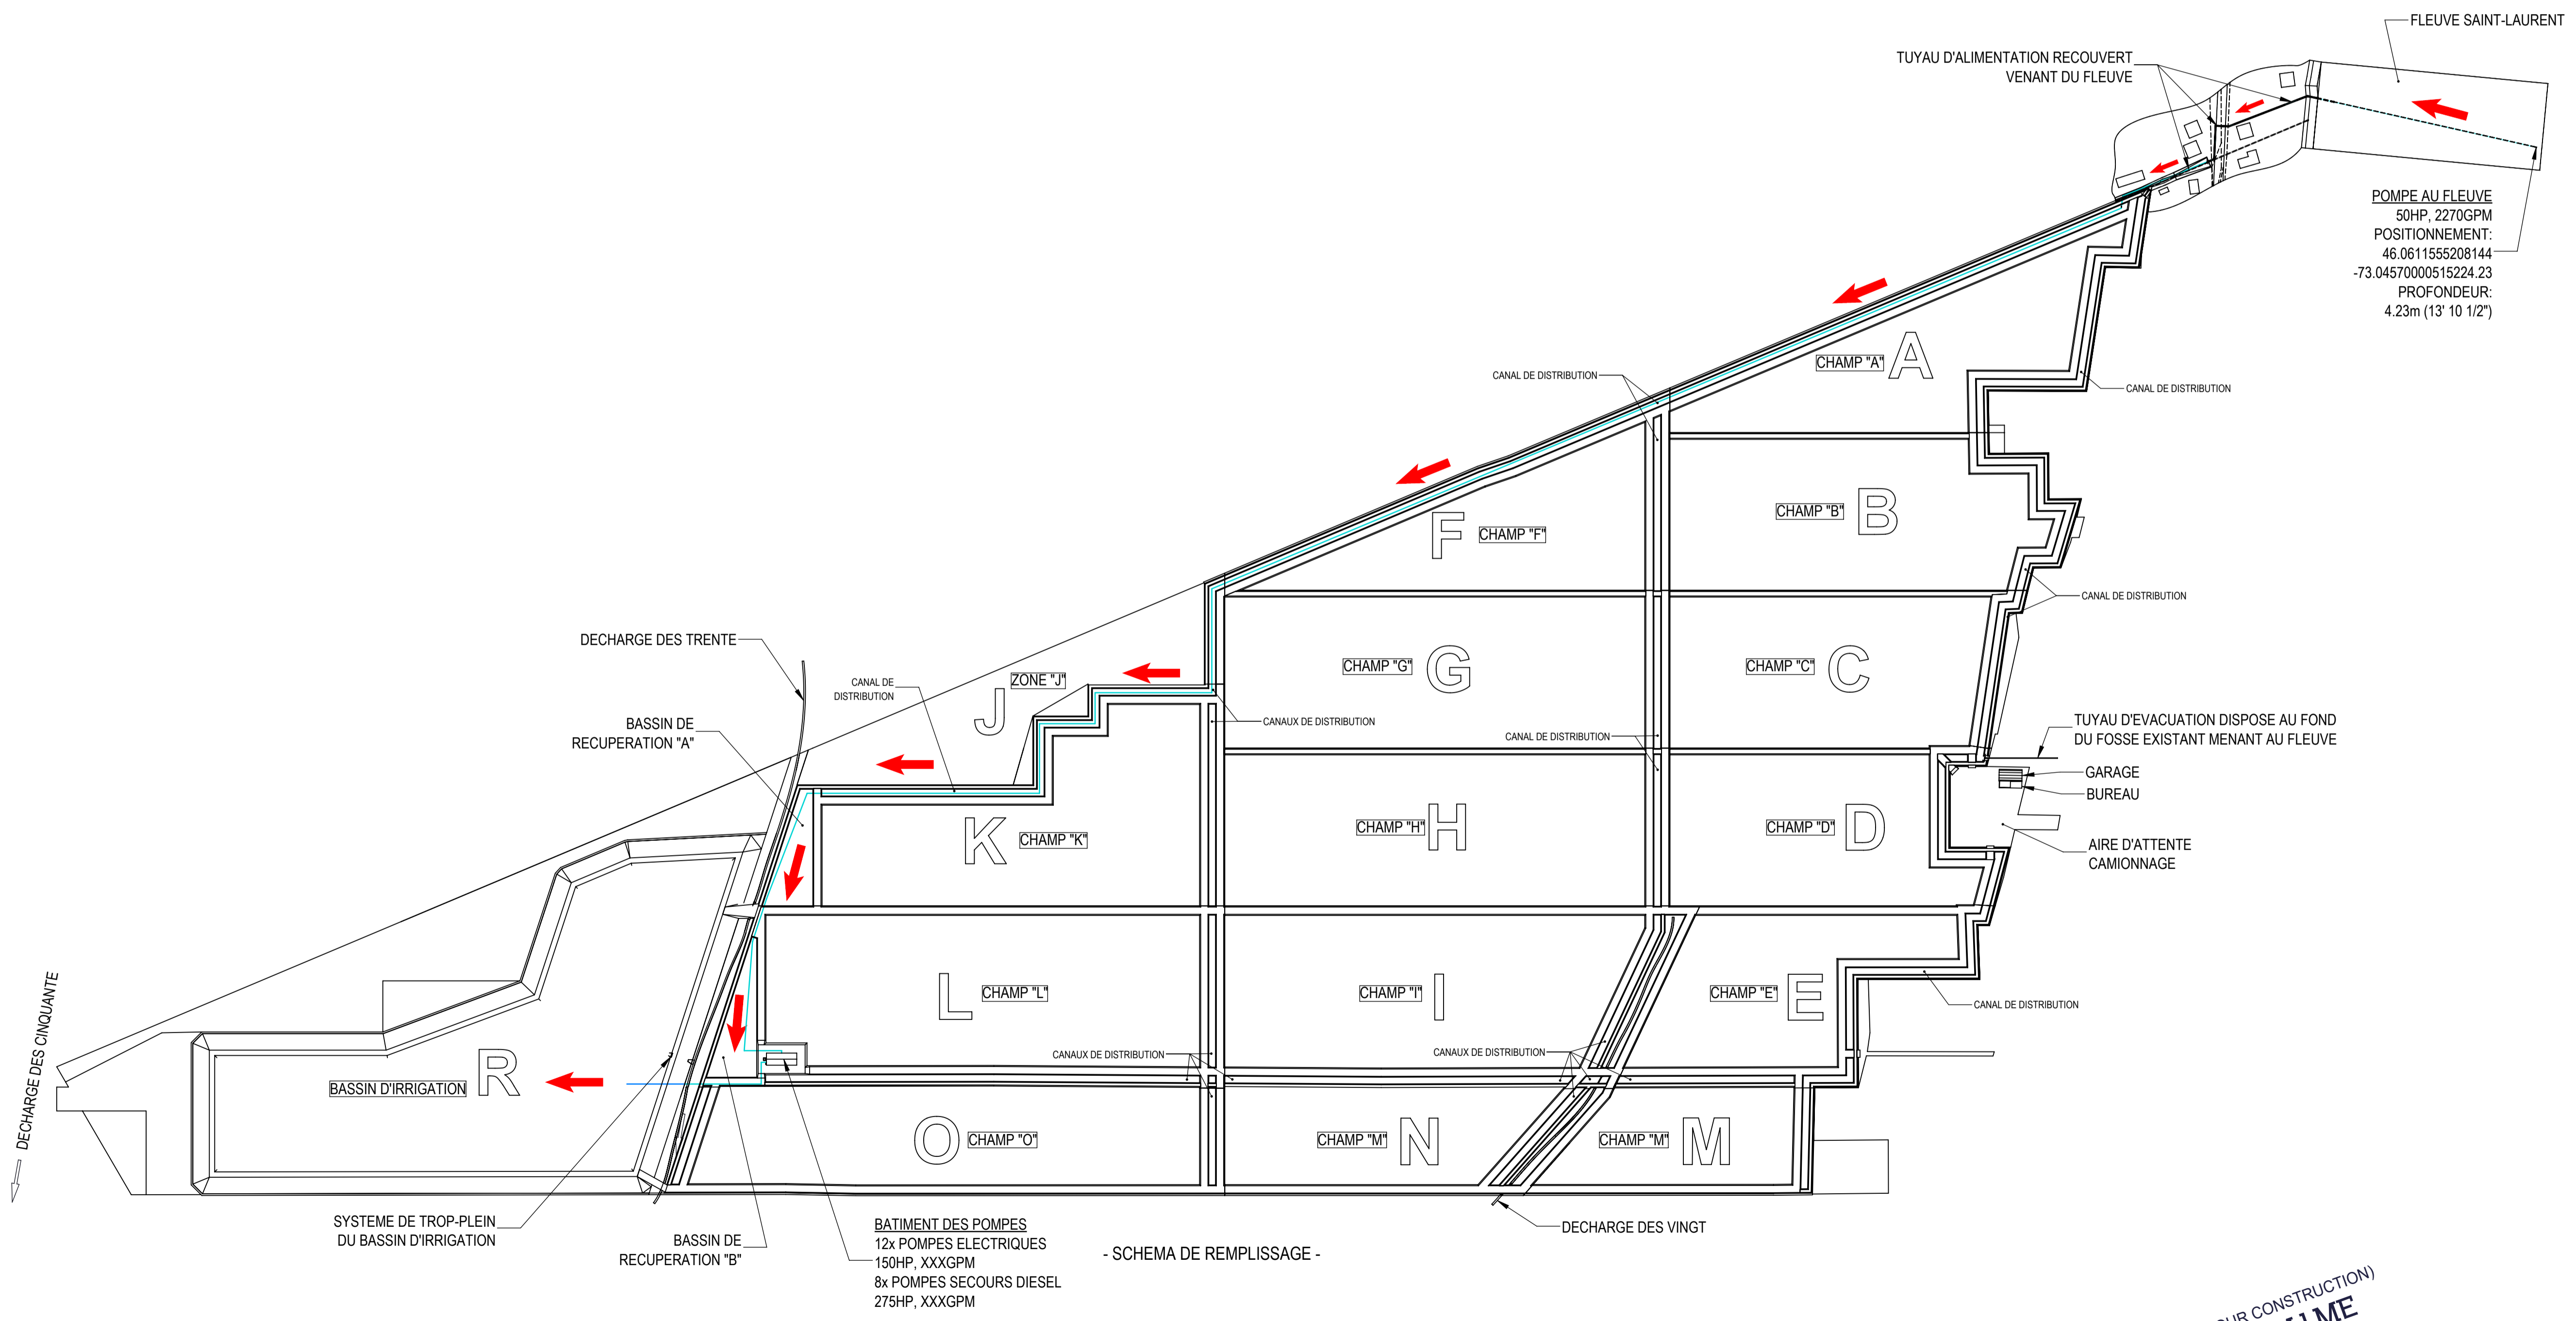 FLEUVE SAINT-LAURENT
TUYAU D'ALIMENTATION RECOUVERT
VENANT DU FLEUVE
POMPE AU FLEUVE
50HP, 2270GPM
POSITIONNEMENT:
46.0611555208144
-73.04570000515224.23
PROFONDEUR:
4.23m (13' 10 1/2")
CANAL DE DISTRIBUTION
CHAMP "A"
A
CANAL DE DISTRIBUTION
F
CHAMP "F"
CHAMP "B"
B
CANAL DE DISTRIBUTION
DECHARGE DES TRENTE
CANAL DE
DISTRIBUTION
ZONE "J"
J
CHAMP "G"
G
CHAMP "C"
C
BASSIN DE
RECUPERATION "A"
CANAUX DE DISTRIBUTION
CANAL DE DISTRIBUTION
TUYAU D'EVACUATION DISPOSE AU FOND
DU FOSSE EXISTANT MENANT AU FLEUVE
GARAGE
BUREAU
K
CHAMP "K"
CHAMP "H"
H
CHAMP "D"
D
AIRE D'ATTENTE
CAMIONNAGE
L
CHAMP "L"
CHAMP "I"
I
CHAMP "E"
E
CANAL DE DISTRIBUTION
DECHARGE DES CINQUANTE
CANAUX DE DISTRIBUTION
CANAUX DE DISTRIBUTION
BASSIN D'IRRIGATION
R
O
CHAMP "O"
CHAMP "M"
N
CHAMP "M"
M
SYSTEME DE TROP-PLEIN
DU BASSIN D'IRRIGATION
BASSIN DE
RECUPERATION "B"
BATIMENT DES POMPES
12x POMPES ELECTRIQUES
150HP, XXXGPM
8x POMPES SECOURS DIESEL
275HP, XXXGPM
- SCHEMA DE REMPLISSAGE -
DECHARGE DES VINGT
CONSTRUCTION)